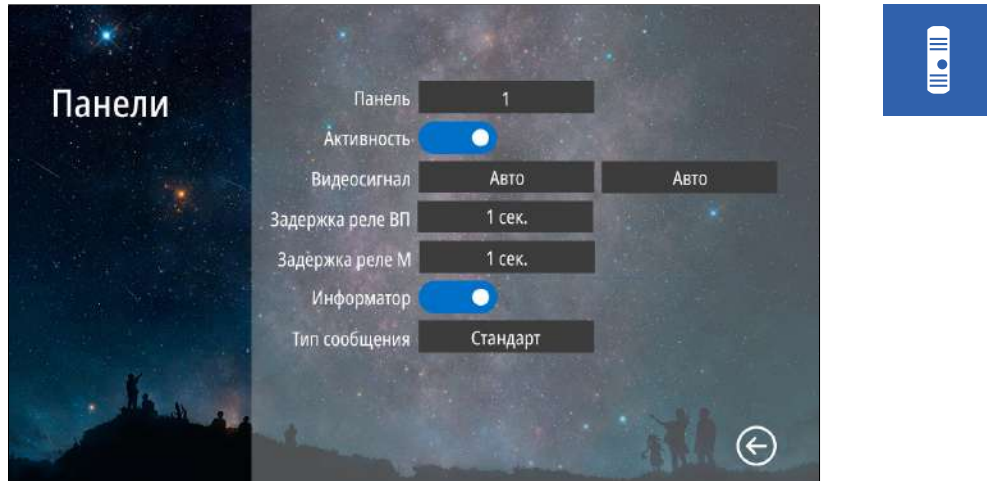 Панели
Панель 1
Активность
Видеосигнал Авто Авто
Задержка реле ВП 1 сек.
Задержка реле М 1 сек.
Информатор
Тип сообщения Стандарт